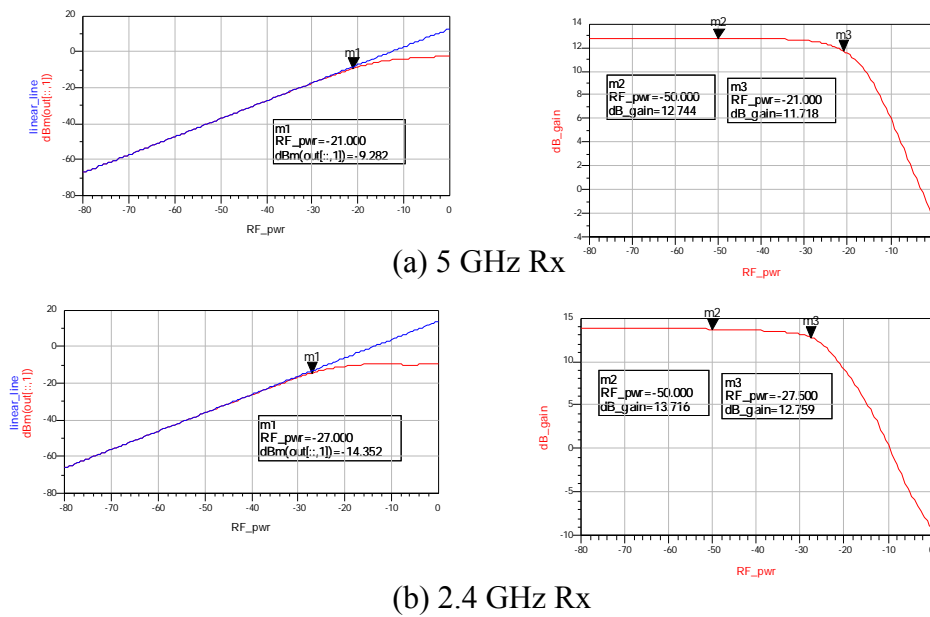 20
0
-20
-40
-60
-80
linear_line
dBm(out[::,1])
m1
m1
RF_pwr=-21.000
dBm(out[::,1])=-9.282
-80 -70 -60 -50 -40 -30 -20 -10 0
RF_pwr
14
12
10
8
6
4
2
0
-2
-4
dB_gain
m2
m3
m2
RF_pwr=-50.000
dB_gain=12.744
m3
RF_pwr=-21.000
dB_gain=11.718
-80 -70 -60 -50 -40 -30 -20 -10 0
RF_pwr
(a) 5 GHz Rx
20
0
-20
-40
-60
-80
linear_line
dBm(out[::,1])
m1
m1
RF_pwr=-27.000
dBm(out[::,1])=-14.352
-80 -70 -60 -50 -40 -30 -20 -10 0
RF_pwr
15
10
5
0
-5
-10
dB_gain
m2
m3
m2
RF_pwr=-50.000
dB_gain=13.716
m3
RF_pwr=-27.500
dB_gain=12.759
-80 -70 -60 -50 -40 -30 -20 -10 0
RF_pwr
(b) 2.4 GHz Rx